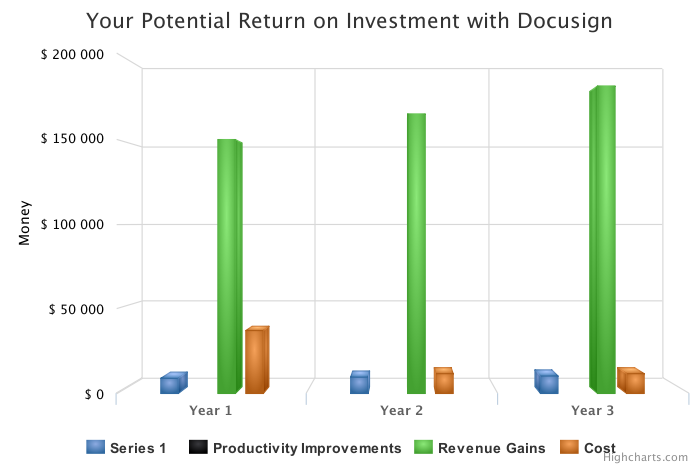 Your Potential Return on Investment with Docusign
$ 200 000
$ 150 000
$ 100 000
$ 50 000
$ 0
Money
Year 1
Year 2
Year 3
Series 1
Productivity Improvements
Revenue Gains
Cost
Highcharts.com